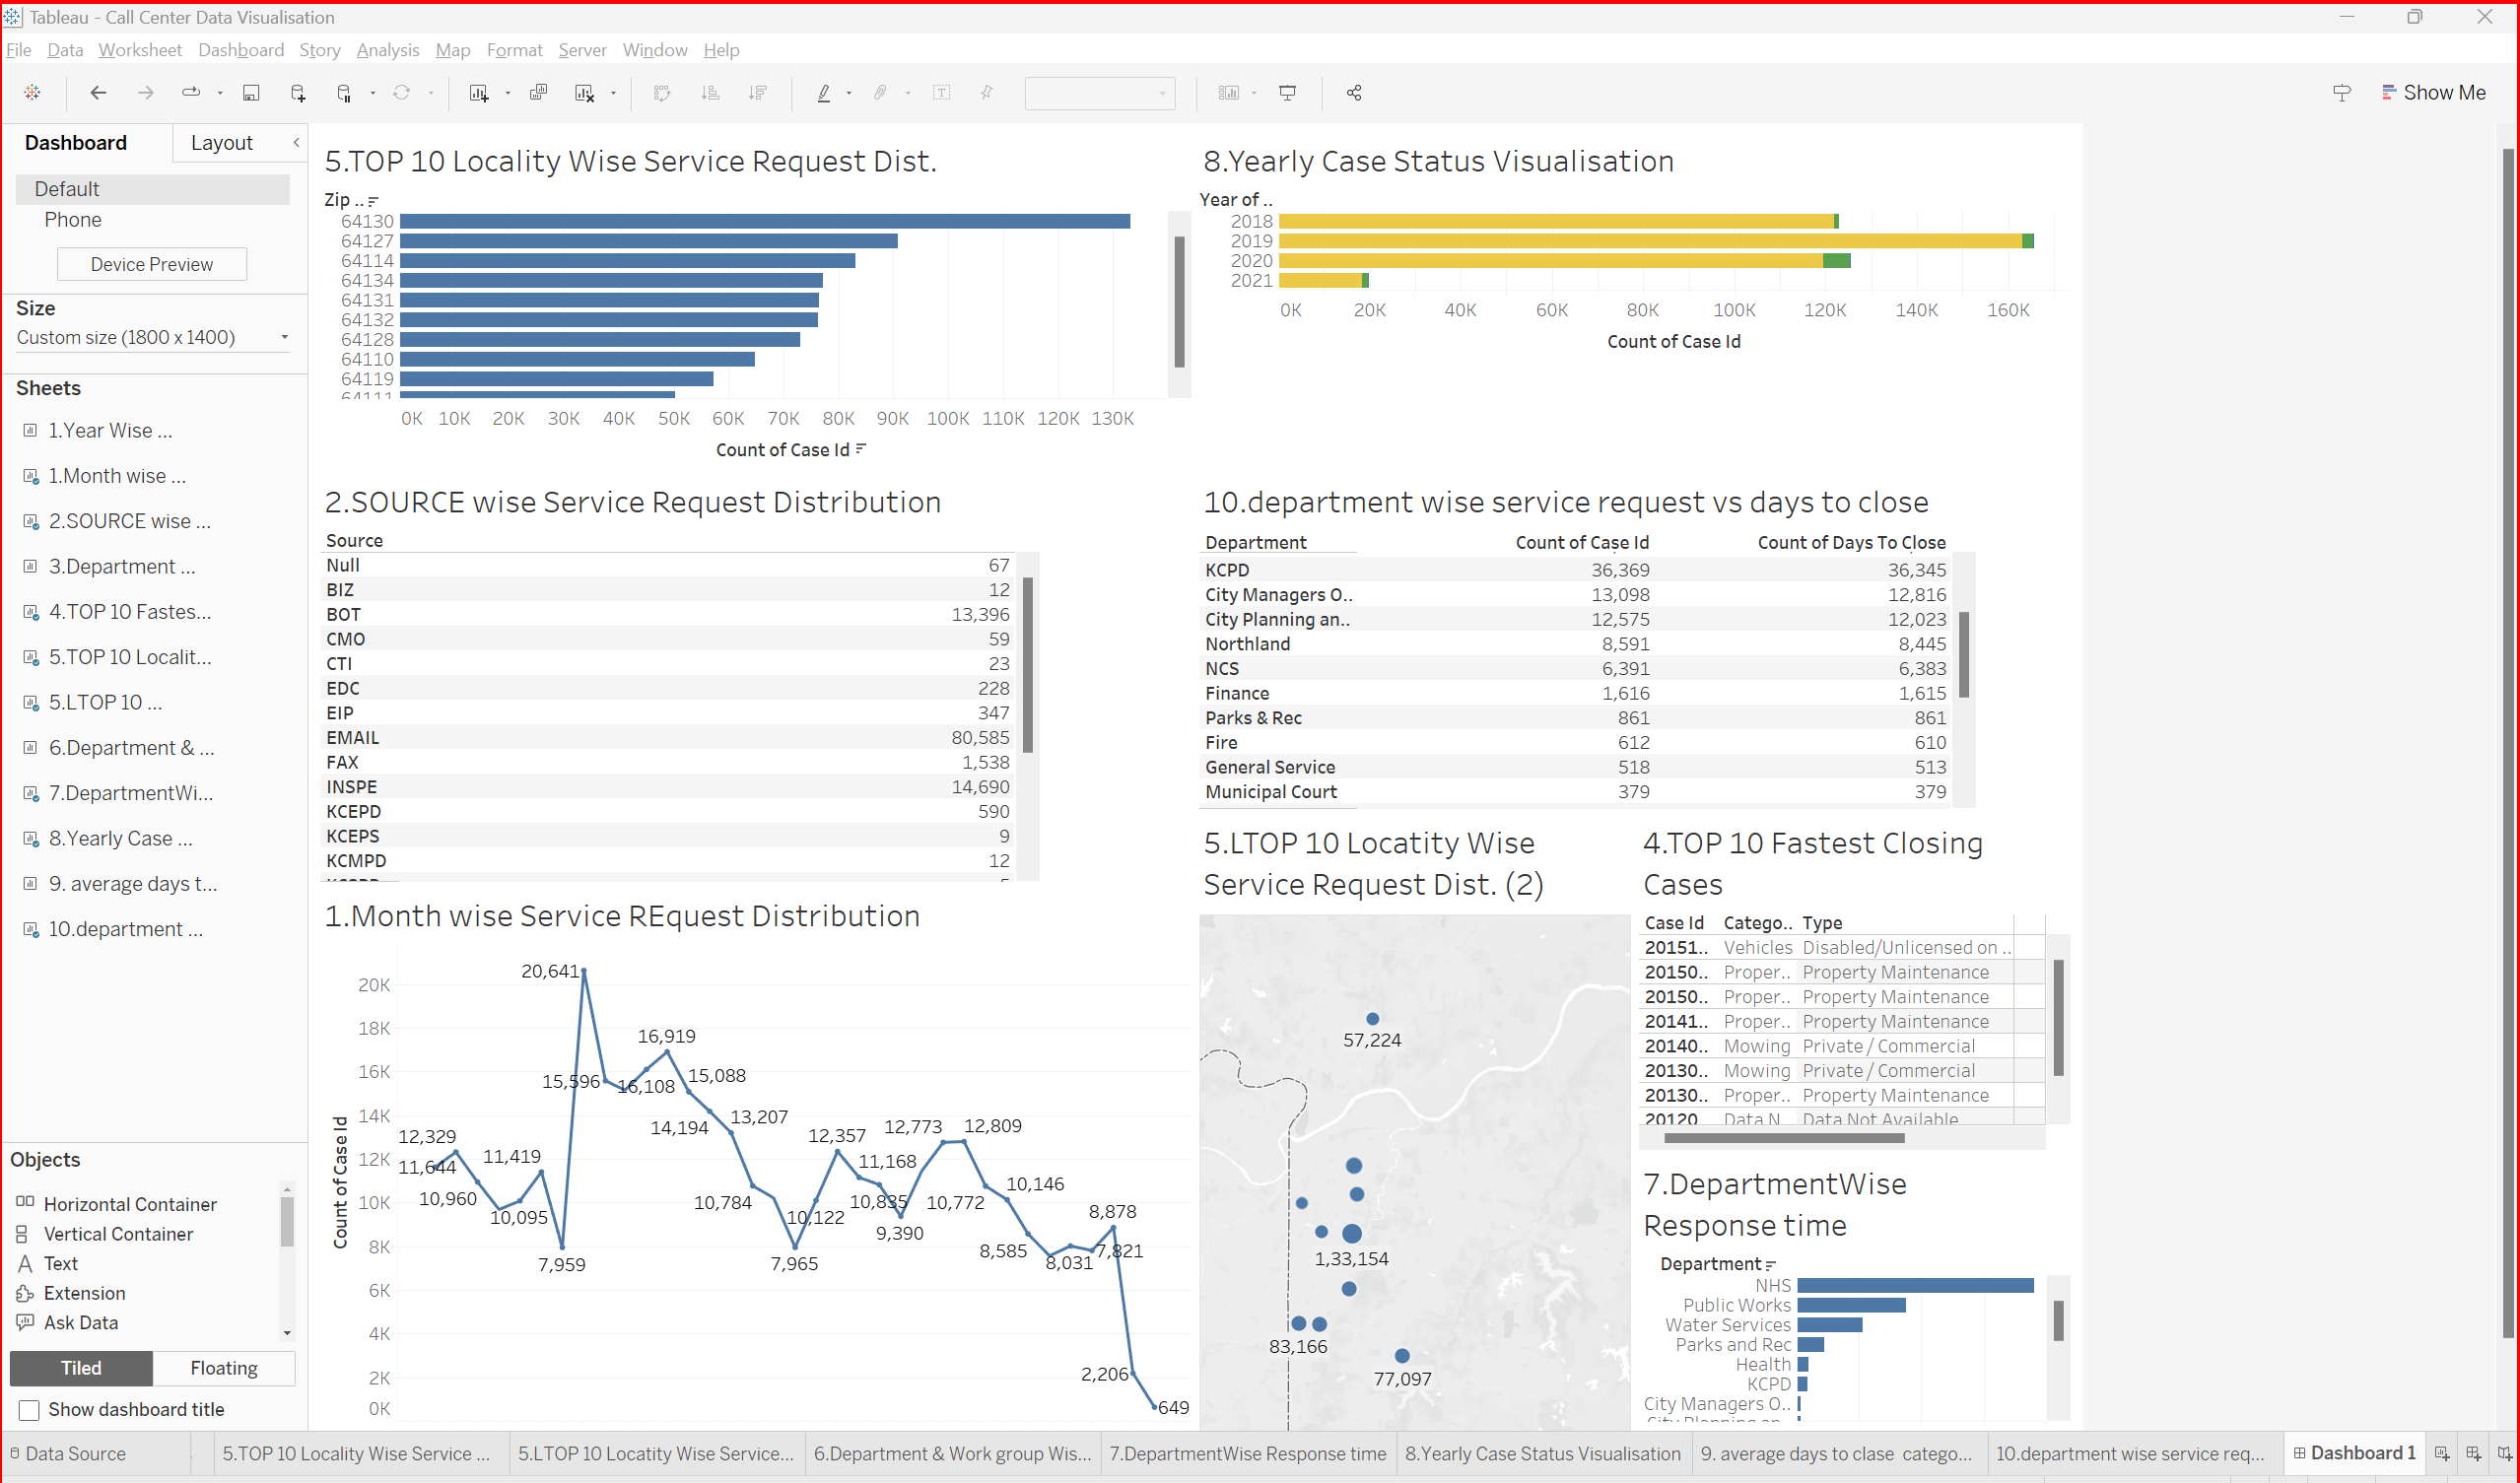 Tableau - Call Center Data Visualisation
File Data Worksheet Dashboard Story Analysis Map Format Server Window Help
Show Me
Dashboard Layout
Default
Phone
Device Preview
Size
Custom size (1800 x 1400)
Sheets
1.Year Wise ...
1.Month wise ...
2.SOURCE wise ...
3.Department ...
4.TOP 10 Fastes...
5.TOP 10 Localit...
5.LTOP 10 ...
6.Department & ...
7.DepartmentWi...
8.Yearly Case ...
9. average days t...
10.department ...
Objects
Horizontal Container
Vertical Container
Text
Extension
Ask Data
Tiled Floating
Show dashboard title
5.TOP 10 Locality Wise Service Request Dist.
Zip ..
64130
64127
64114
64134
64131
64132
64128
64110
64119
64111
0K 10K 20K 30K 40K 50K 60K 70K 80K 90K 100K 110K 120K 130K
Count of Case Id
8.Yearly Case Status Visualisation
Year of ..
2018
2019
2020
2021
0K 20K 40K 60K 80K 100K 120K 140K 160K
Count of Case Id
2.SOURCE wise Service Request Distribution
Source
Null 67
BIZ 12
BOT 13,396
CMO 59
CTI 23
EDC 228
EIP 347
EMAIL 80,585
FAX 1,538
INSPE 14,690
KCEPD 590
KCEPS 9
KCMPD 12
10.department wise service request vs days to close
Department Count of Case Id Count of Days To Close
KCPD 36,369 36,345
City Managers O.. 13,098 12,816
City Planning an.. 12,575 12,023
Northland 8,591 8,445
NCS 6,391 6,383
Finance 1,616 1,615
Parks & Rec 861 861
Fire 612 610
General Service 518 513
Municipal Court 379 379
1.Month wise Service REquest Distribution
Count of Case Id
20K
18K
16K
14K
12K
10K
8K
6K
4K
2K
0K
12,329
11,644
10,960
10,095
11,419
7,959
20,641
15,596
16,108
16,919
15,088
14,194
13,207
10,784
7,965
10,122
12,357
11,168
10,835
9,390
12,773
12,809
10,772
10,146
8,585
8,031
7,821
8,878
2,206
649
5.LTOP 10 Locatity Wise
Service Request Dist. (2)
57,224
1,33,154
83,166
77,097
4.TOP 10 Fastest Closing
Cases
Case Id Catego.. Type
20151.. Vehicles Disabled/Unlicensed on ..
20150.. Proper.. Property Maintenance
20150.. Proper.. Property Maintenance
20141.. Proper.. Property Maintenance
20140.. Mowing Private / Commercial
20130.. Mowing Private / Commercial
20130.. Proper.. Property Maintenance
20120 Data N.. Data Not Available
7.DepartmentWise
Response time
Department
NHS
Public Works
Water Services
Parks and Rec
Health
KCPD
City Managers O..
City Planning an..
Data Source 5.TOP 10 Locality Wise Service ... 5.LTOP 10 Locatity Wise Service... 6.Department & Work group Wis... 7.DepartmentWise Response time 8.Yearly Case Status Visualisation 9. average days to clase catego... 10.department wise service req... Dashboard 1